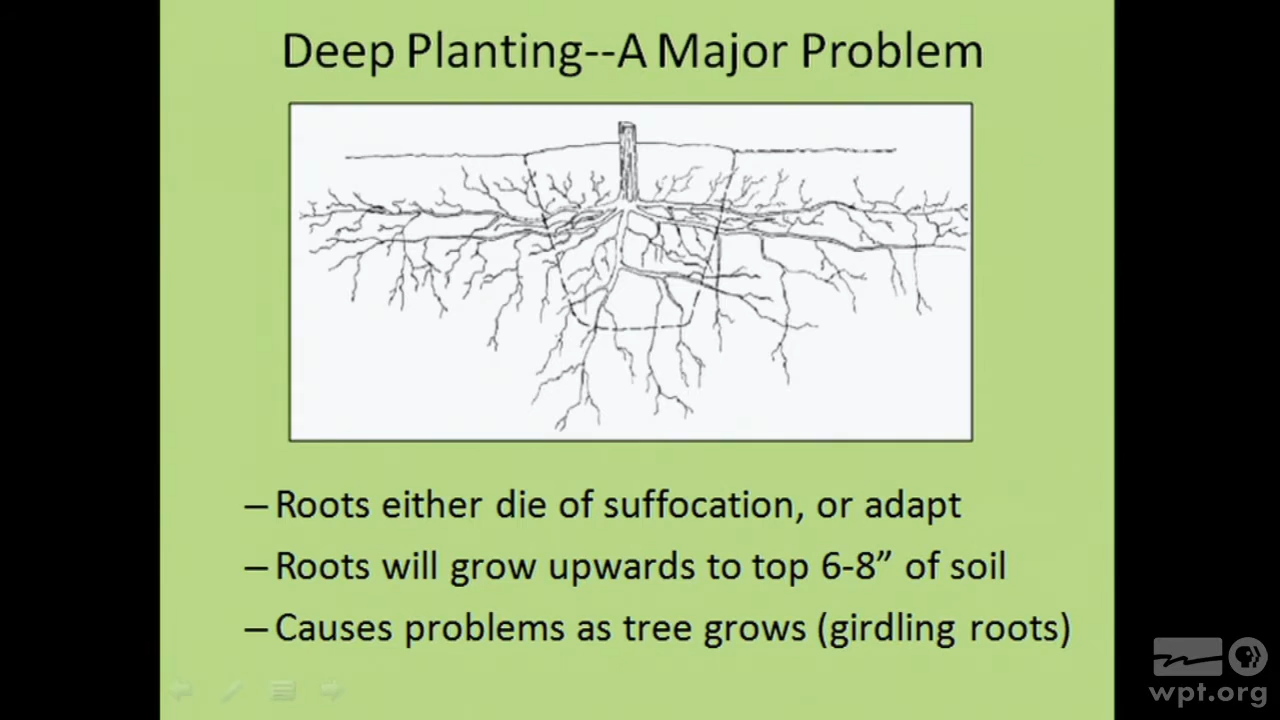 Deep Planting--A Major Problem
–Roots either die of suffocation, or adapt
–Roots will grow upwards to top 6-8” of soil
–Causes problems as tree grows (girdling roots)
wpt.org